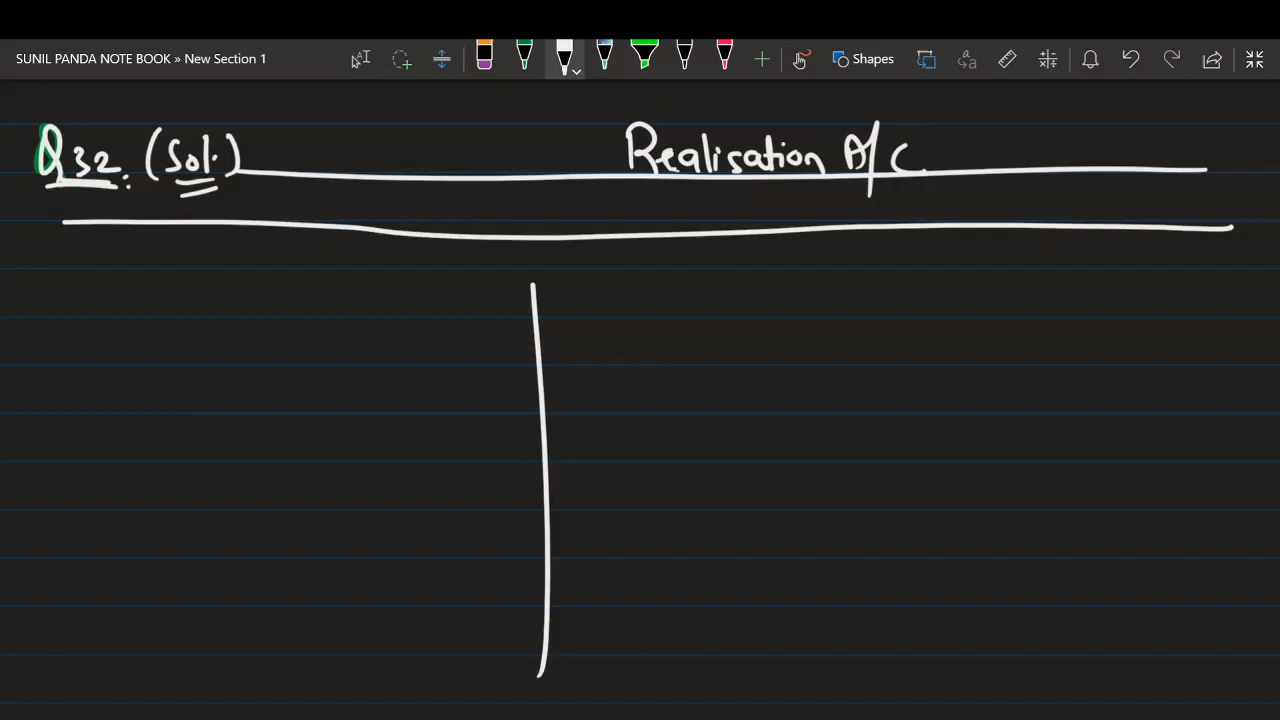 SUNIL PANDA NOTE BOOK » New Section 1
Shapes
Q32: (Sol.) Realisation A/C